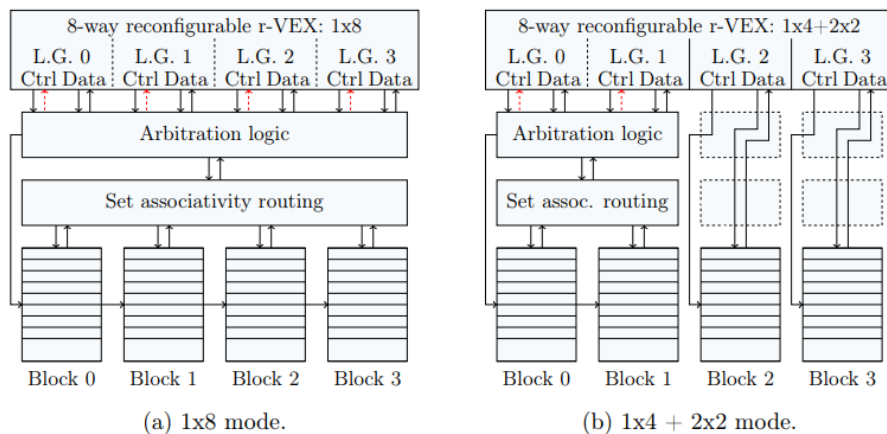 8-way reconfigurable r-VEX: 1x8
L.G. 0 L.G. 1 L.G. 2 L.G. 3
Ctrl Data Ctrl Data Ctrl Data Ctrl Data
Arbitration logic
Set associativity routing
Block 0 Block 1 Block 2 Block 3
(a) 1x8 mode.
8-way reconfigurable r-VEX: 1x4+2x2
L.G. 0 L.G. 1 L.G. 2 L.G. 3
Ctrl Data Ctrl Data Ctrl Data Ctrl Data
Arbitration logic
Set assoc. routing
Block 0 Block 1 Block 2 Block 3
(b) 1x4 + 2x2 mode.